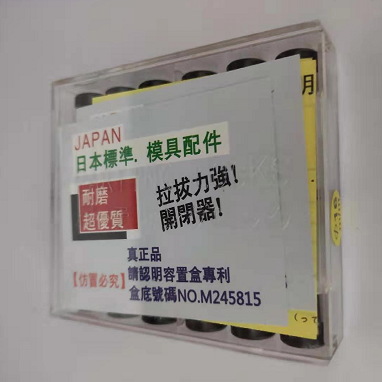 JAPAN
日本標準.模具配件
耐磨
超優質
拉拔力強!
開閉器!
真正品
【仿冒必究】
請認明容置盒專利
盒底號碼NO.M245815